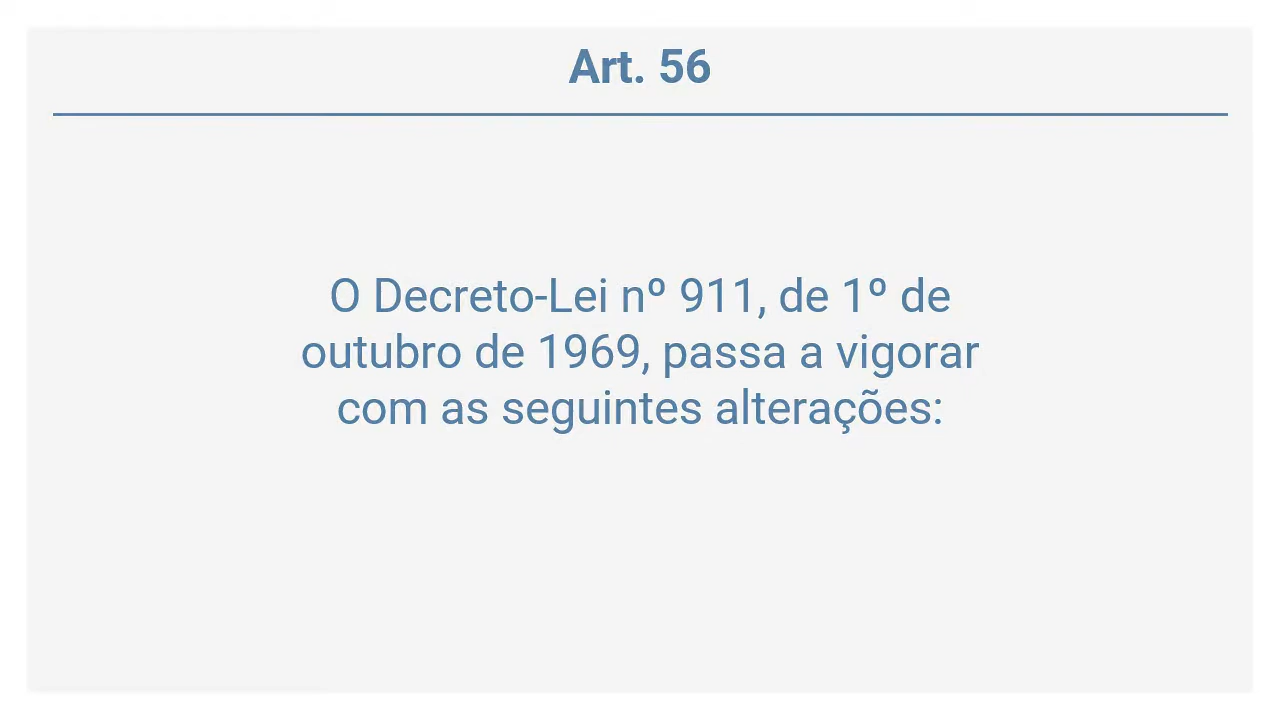 Art. 56
O Decreto-Lei nº 911, de 1º de
outubro de 1969, passa a vigorar
com as seguintes alterações: